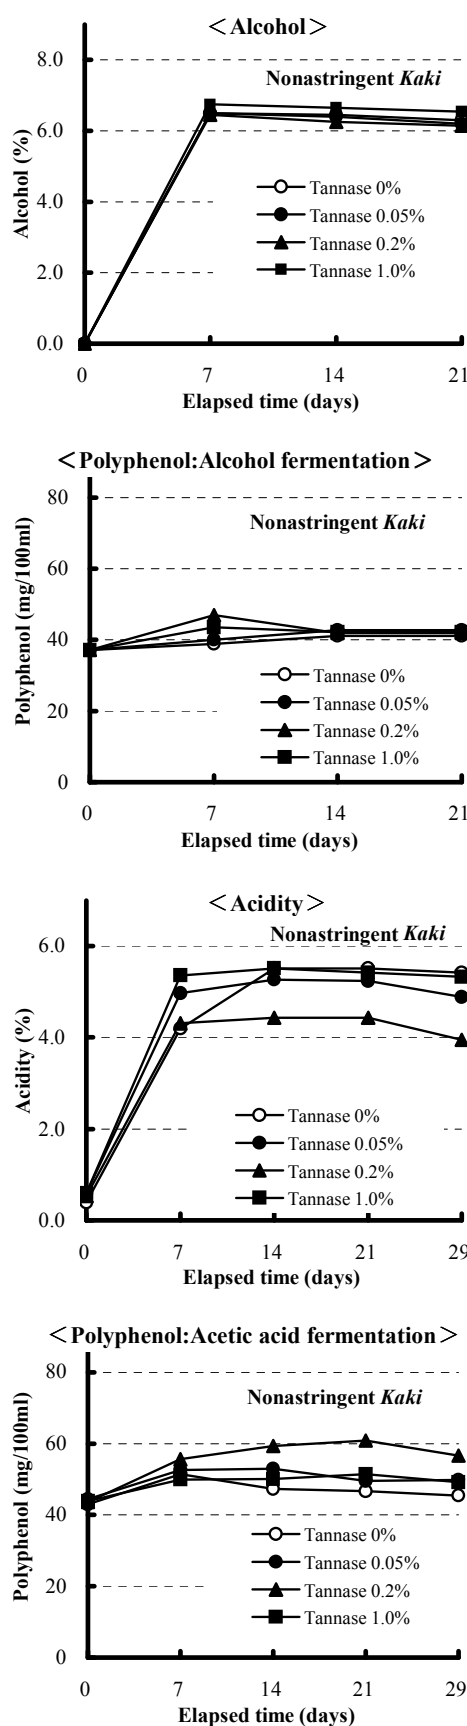 ＜Alcohol＞
8.0
Nonastringent Kaki
6.0
Alcohol (%)
4.0
Tannase 0%
Tannase 0.05%
Tannase 0.2%
Tannase 1.0%
2.0
0.0
0 7 14 21
Elapsed time (days)
＜Polyphenol:Alcohol fermentation＞
80
Nonastringent Kaki
60
Polyphenol (mg/100ml)
40
Tannase 0%
Tannase 0.05%
Tannase 0.2%
Tannase 1.0%
20
0
0 7 14 21
Elapsed time (days)
＜Acidity＞
Nonastringent Kaki
6.0
Acidity (%)
4.0
2.0
Tannase 0%
Tannase 0.05%
Tannase 0.2%
Tannase 1.0%
0.0
0 7 14 21 29
Elapsed time (days)
＜Polyphenol:Acetic acid fermentation＞
80
Nonastringent Kaki
60
Polyphenol (mg/100ml)
40
Tannase 0%
Tannase 0.05%
Tannase 0.2%
Tannase 1.0%
20
0
0 7 14 21 29
Elapsed time (days)